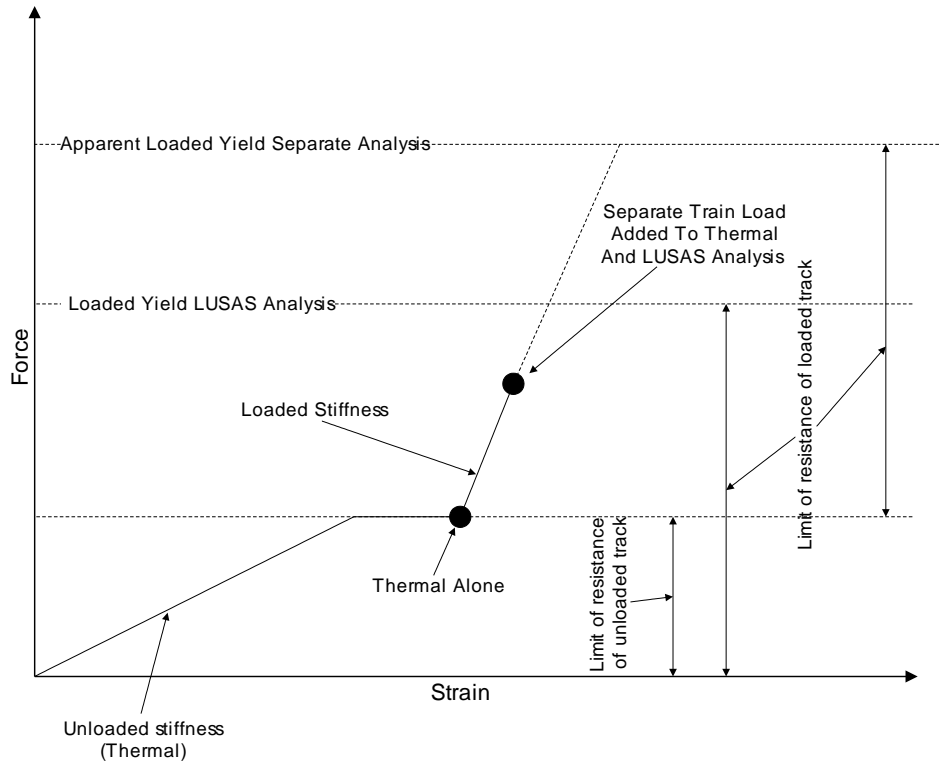 Apparent Loaded Yield Separate Analysis
Separate Train Load
Added To Thermal
And LUSAS Analysis
Loaded Yield LUSAS Analysis
Force
Loaded Stiffness
Limit of resistance of loaded track
Thermal Alone
Limit of resistance
of unloaded track
Strain
Unloaded stiffness
(Thermal)